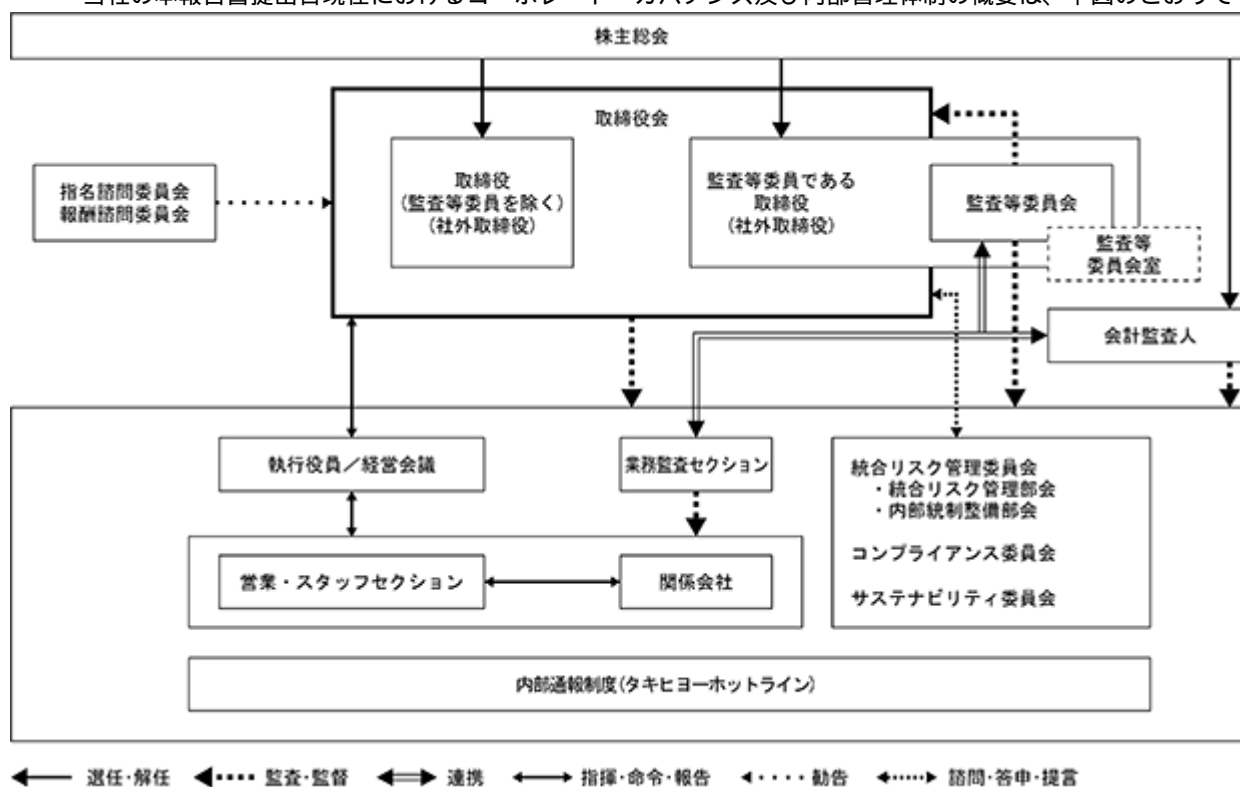 株主総会
取締役会
取締役
(監査等委員を除く)
(社外取締役)
監査等委員である
取締役
(社外取締役)
監査等委員会
監査等
委員会室
指名諮問委員会
報酬諮問委員会
会計監査人
執行役員/経営会議
業務監査セクション
統合リスク管理委員会
・統合リスク管理部会
・内部統制整備部会
コンプライアンス委員会
サステナビリティ委員会
営業・スタッフセクション
関係会社
内部通報制度(タキヒヨーホットライン)
選任・解任 監査・監督 連携 指揮・命令・報告 勧告 諮問・答申・提言